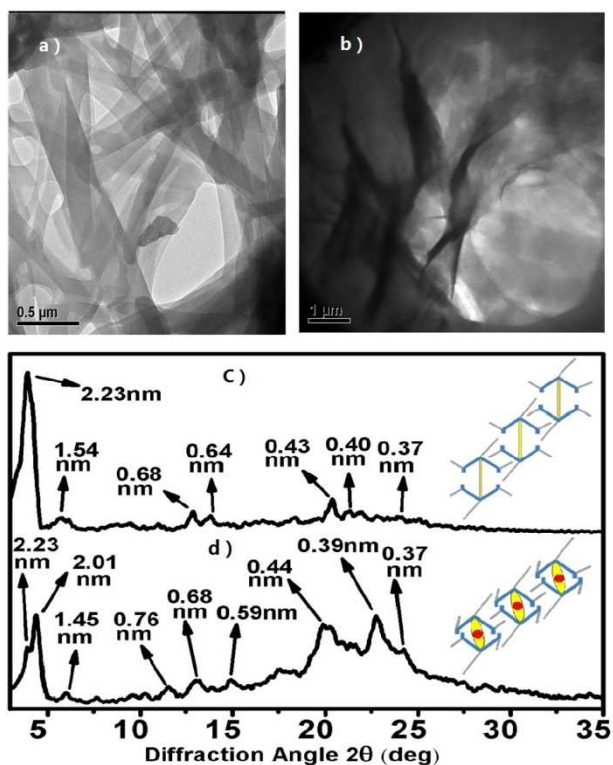 a)
b)
0.5 µm
1 µm
C)
2.23nm
1.54
nm
0.68
nm
0.64
nm
0.43
nm
0.40
nm
0.37
nm
2.23
nm
d)
2.01
nm
1.45
nm
0.76
nm
0.68
nm
0.59nm
0.44
nm
0.39nm
0.37
nm
5 10 15 20 25 30 35
Diffraction Angle 2θ (deg)